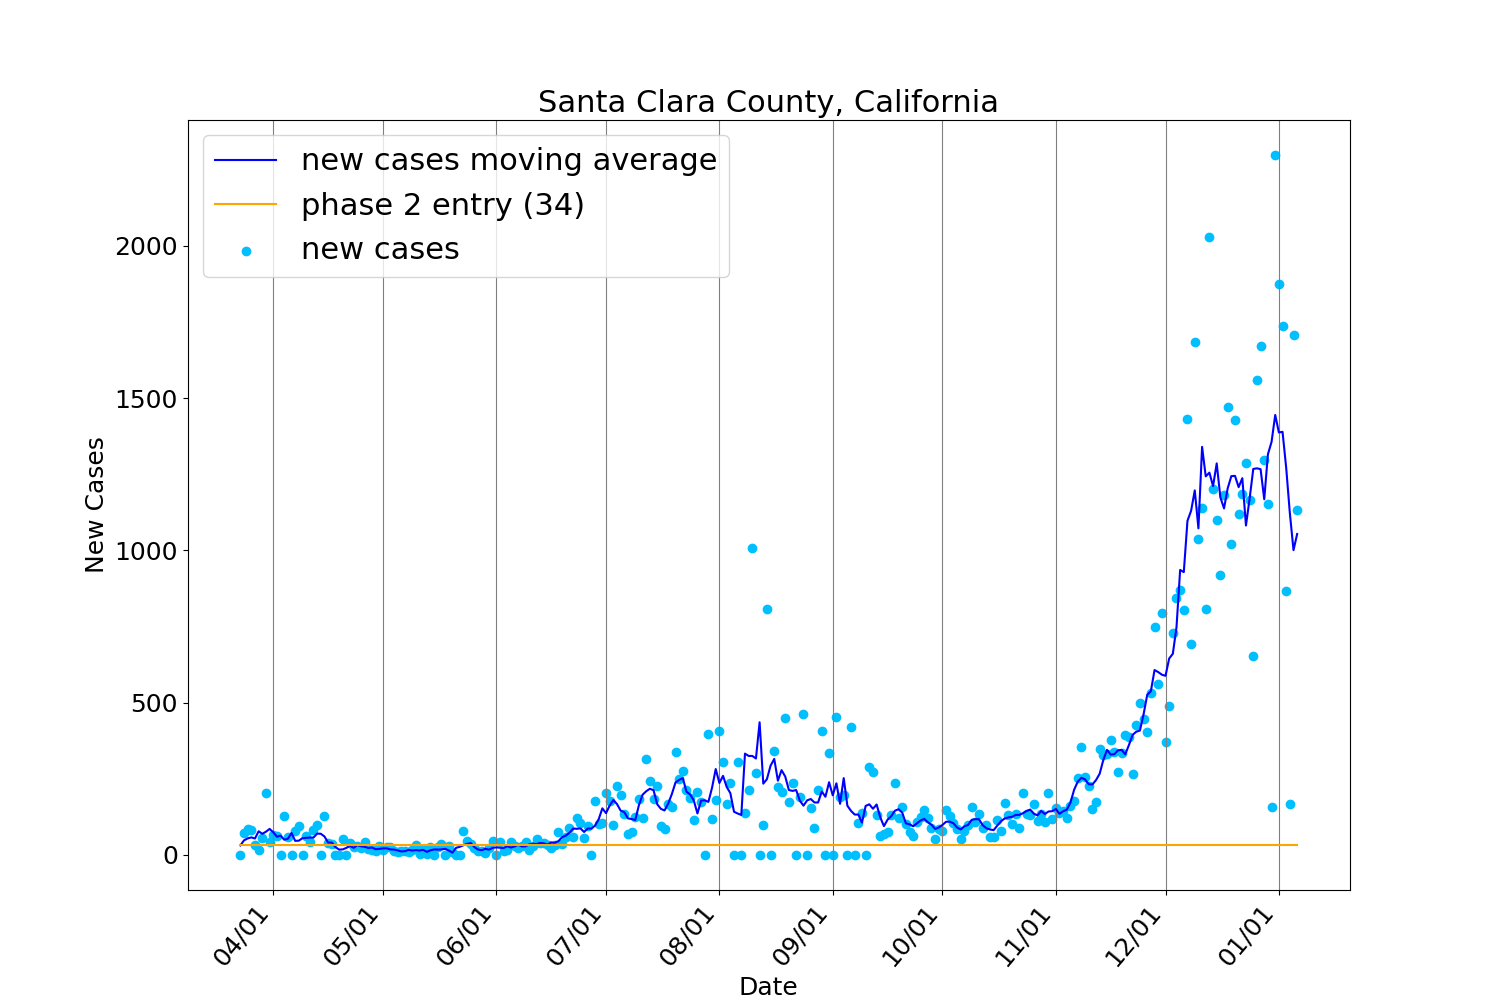 Santa Clara County, California
new cases moving average
phase 2 entry (34)
new cases
New Cases
2000
1500
1000
500
0
04/01
05/01
06/01
07/01
08/01
09/01
10/01
11/01
12/01
01/01
Date